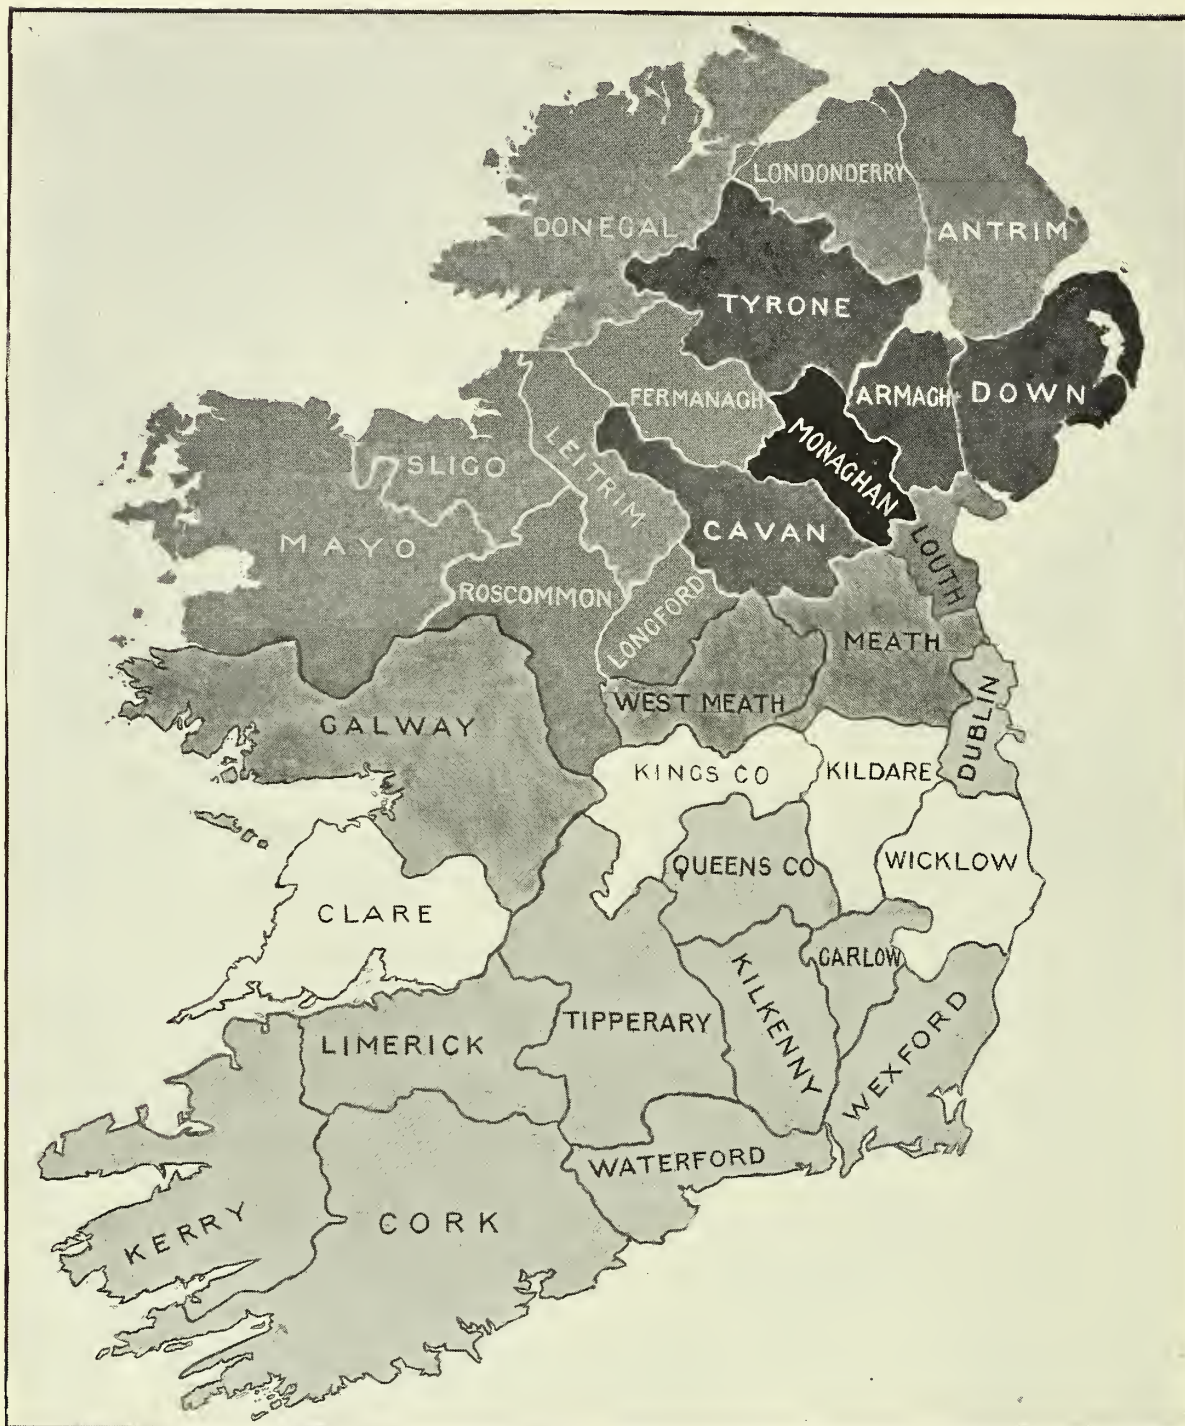 LONDONDERRY
DONEGAL
ANTRIM
TYRONE
FERMANAGH
ARMAGH
DOWN
MONAGHAN
LEITRIM
SLIGO
CAVAN
MAYO
LOUTH
ROSCOMMON
LONGFORD
MEATH
WEST MEATH
GALWAY
DUBLIN
KINGS CO
KILDARE
QUEENS CO
WICKLOW
CLARE
CARLOW
KILKENNY
TIPPERARY
LIMERICK
WEXFORD
WATERFORD
KERRY
CORK